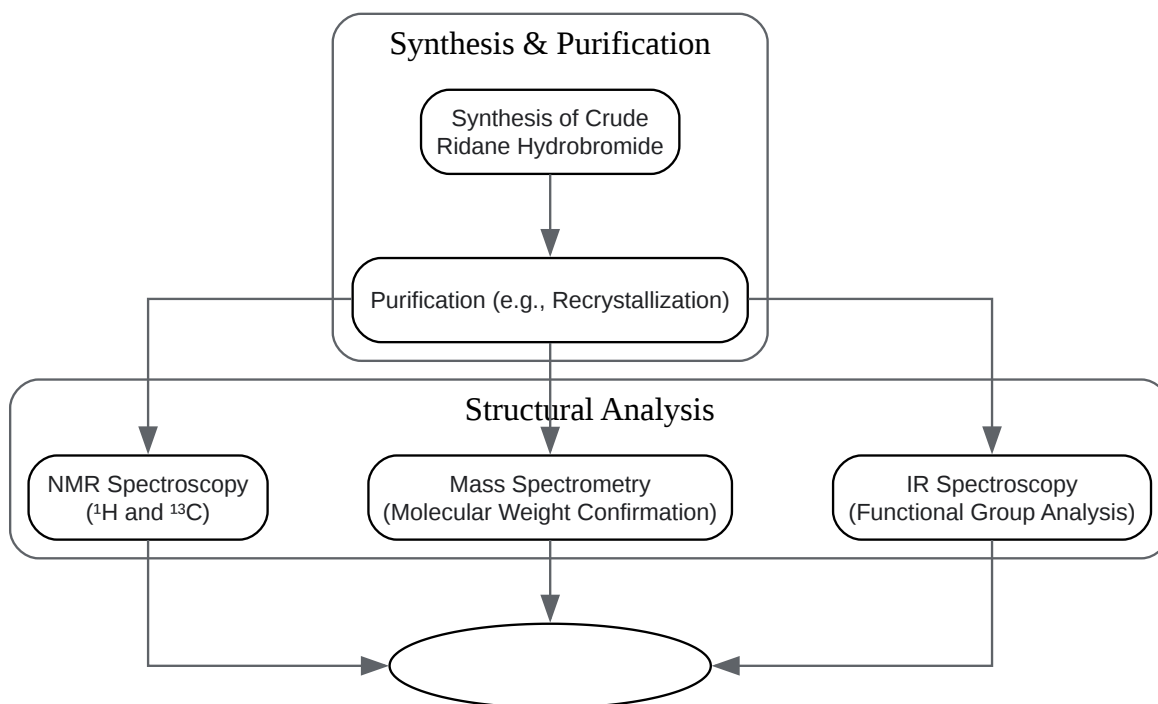 Synthesis & Purification
Synthesis of Crude
Ridane Hydrobromide
Purification (e.g., Recrystallization)
Structural Analysis
NMR Spectroscopy
(¹H and ¹³C)
Mass Spectrometry
(Molecular Weight Confirmation)
IR Spectroscopy
(Functional Group Analysis)